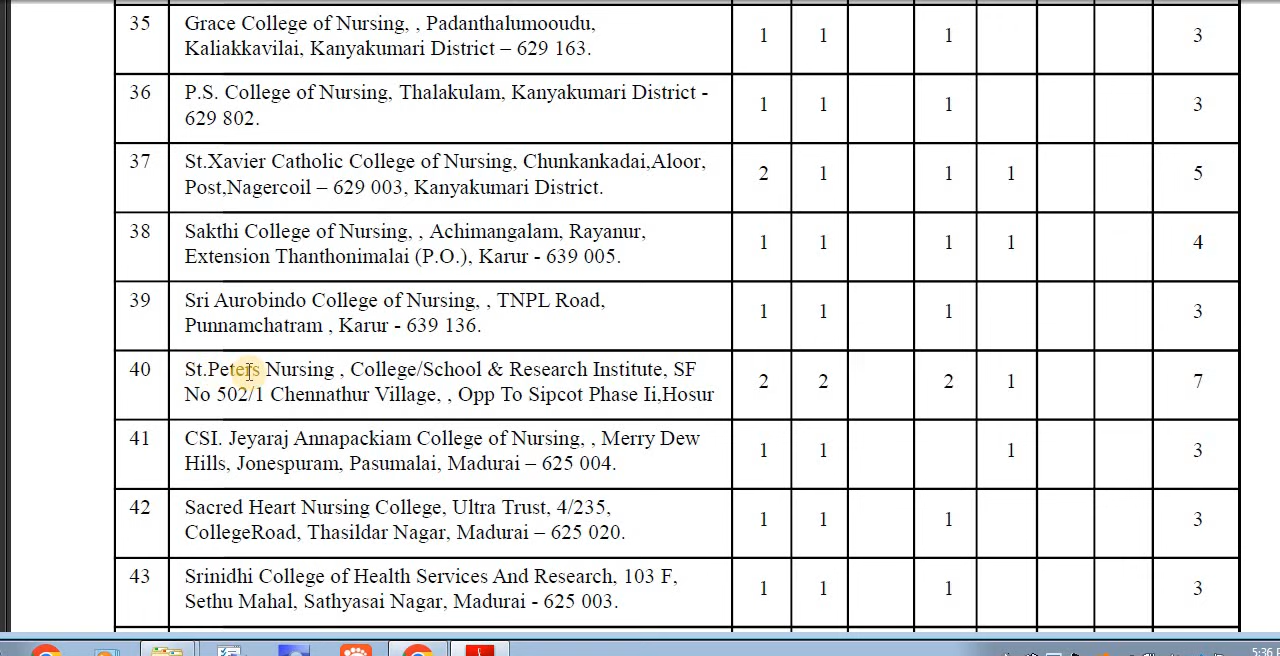 35 Grace College of Nursing, , Padanthalumooudu, 1 1 1 3
Kaliakkavilai, Kanyakumari District – 629 163.
36 P.S. College of Nursing, Thalakulam, Kanyakumari District - 1 1 1 3
629 802.
37 St.Xavier Catholic College of Nursing, Chunkankadai,Aloor, 2 1 1 1 5
Post,Nagercoil – 629 003, Kanyakumari District.
38 Sakthi College of Nursing, , Achimangalam, Rayanur, 1 1 1 1 4
Extension Thanthonimalai (P.O.), Karur - 639 005.
39 Sri Aurobindo College of Nursing, , TNPL Road, 1 1 1 3
Punnamchatram , Karur - 639 136.
40 St.Peters Nursing , College/School & Research Institute, SF 2 2 2 1 7
No 502/1 Chennathur Village, , Opp To Sipcot Phase Ii,Hosur
41 CSI. Jeyaraj Annapackiam College of Nursing, , Merry Dew 1 1 1 3
Hills, Jonespuram, Pasumalai, Madurai – 625 004.
42 Sacred Heart Nursing College, Ultra Trust, 4/235, 1 1 1 3
CollegeRoad, Thasildar Nagar, Madurai – 625 020.
43 Srinidhi College of Health Services And Research, 103 F, 1 1 1 3
Sethu Mahal, Sathyasai Nagar, Madurai - 625 003.
5:36